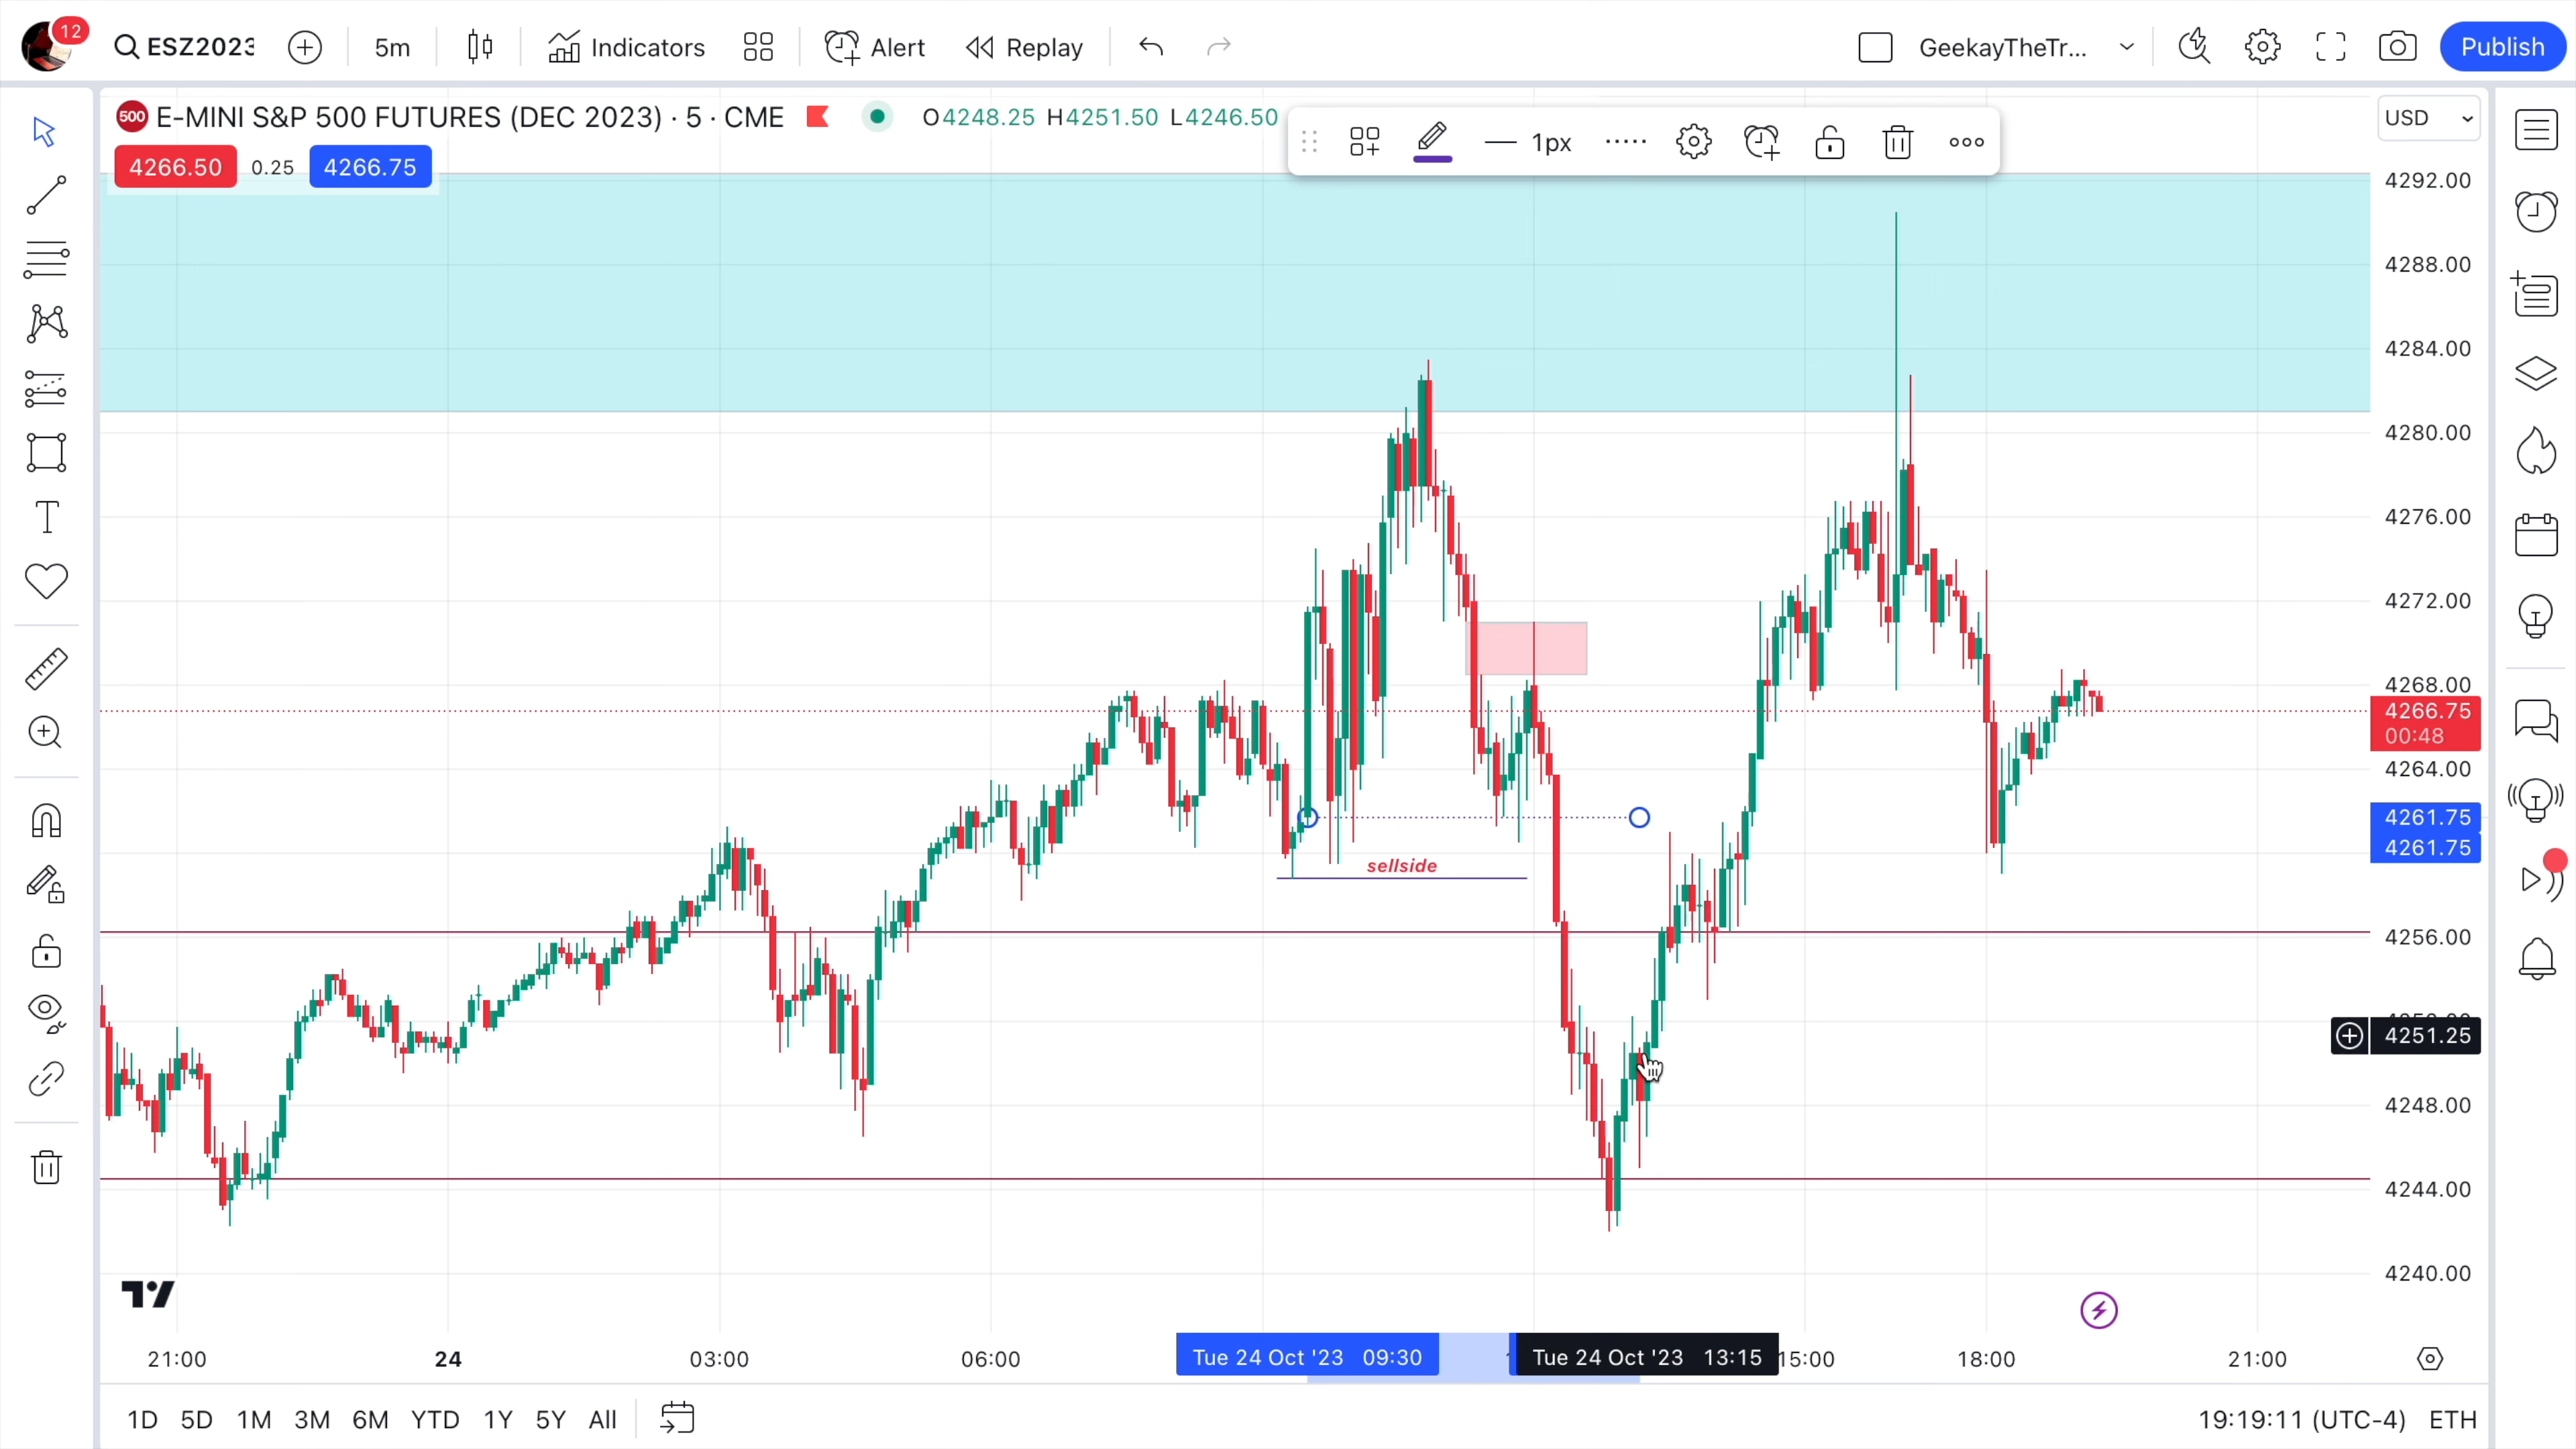 12
ESZ2023
5m
Indicators
Alert
Replay
GeekayTheTr...
Publish
500
E-MINI S&P 500 FUTURES (DEC 2023) · 5 · CME
O4248.25 H4251.50 L4246.50
1px
USD
4266.50
0.25
4266.75
4292.00
4288.00
4284.00
4280.00
4276.00
4272.00
4268.00
4266.75
00:48
4264.00
4261.75
4261.75
sellside
4256.00
4251.25
4248.00
4244.00
4240.00
21:00
24
03:00
06:00
Tue 24 Oct '23 09:30
Tue 24 Oct '23 13:15
15:00
18:00
21:00
1D 5D 1M 3M 6M YTD 1Y 5Y All
19:19:11 (UTC-4) ETH